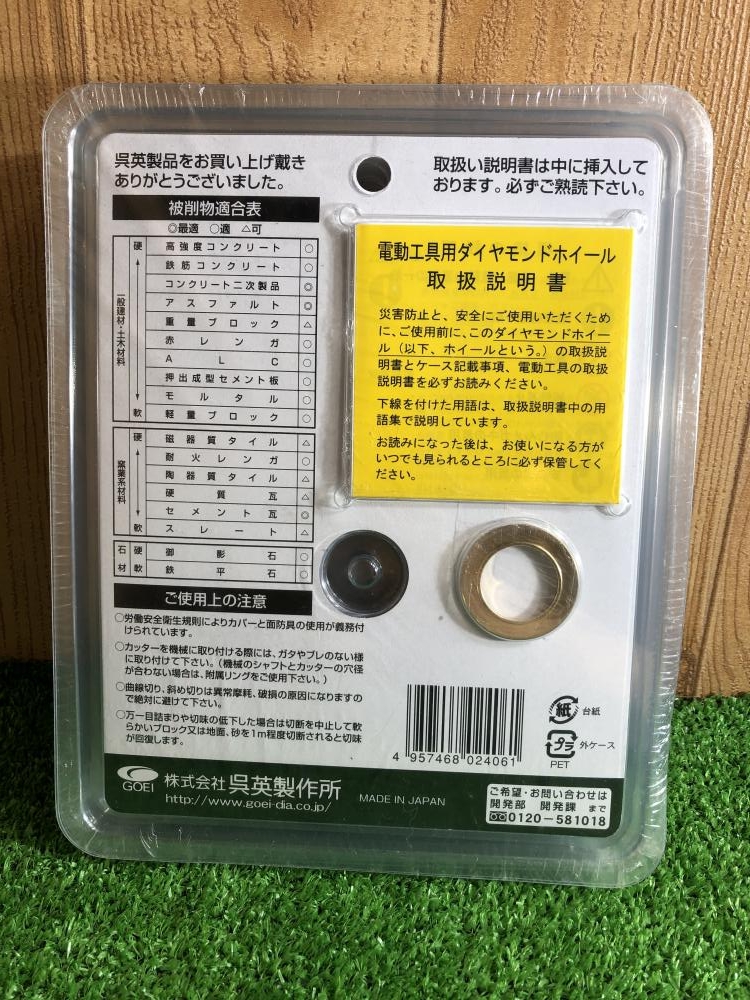 呉英製品をお買い上げ戴き
ありがとうございました。
取扱い説明書は中に挿入して
おります。必ずご熟読下さい。
被削物適合表
◎最適 ○適 △可
一般建材・土木材料
硬
軟
高強度コンクリート ○
鉄筋コンクリート ○
コンクリート二次製品 ◎
アスファルト ◎
重量ブロック △
赤レンガ ○
ALC ○
押出成型セメント板 ○
モルタル ○
軽量ブロック ○
窯業系材料
硬
軟
磁器質タイル △
耐火レンガ ○
陶器質タイル △
硬質瓦 △
セメント瓦 ◎
スレート △
石材
硬 御影石 ○
軟 鉄平石 ○
電動工具用ダイヤモンドホイール
取扱説明書
災害防止と、安全にご使用いただくため
に、ご使用前に、このダイヤモンドホイー
ル(以下、ホイールという。)の取扱説
明書とケース記載事項、電動工具の取扱
説明書を必ずお読みください。
下線を付けた用語は、取扱説明書中の用
語集で説明しています。
お読みになった後は、お使いになる方が
いつでも見られるところに必ず保管してく
ださい。
ご使用上の注意
○労働安全衛生規則によりカバーと面防具の使用が義務付
けられています。
○カッターを機械に取り付ける際には、ガタやブレのない様
に取り付けて下さい。(機械のシャフトとカッターの穴径
が合わない場合は、附属リングをご使用下さい。)
○曲線切り、斜め切りは異常摩耗、破損の原因になりますの
で絶対に避けて下さい。
○万一目詰まりや切味の低下した場合は切断を中止して軟
らかいブロック又は地面、砂を1m程度切断されると切味
が回復します。
4 957468 024061
紙 台紙
プラ 外ケース
PET
GOEI 株式会社 呉英製作所
http://www.goei-dia.co.jp/
MADE IN JAPAN
ご希望・お問い合わせは
開発部 開発課 まで
0120-581018